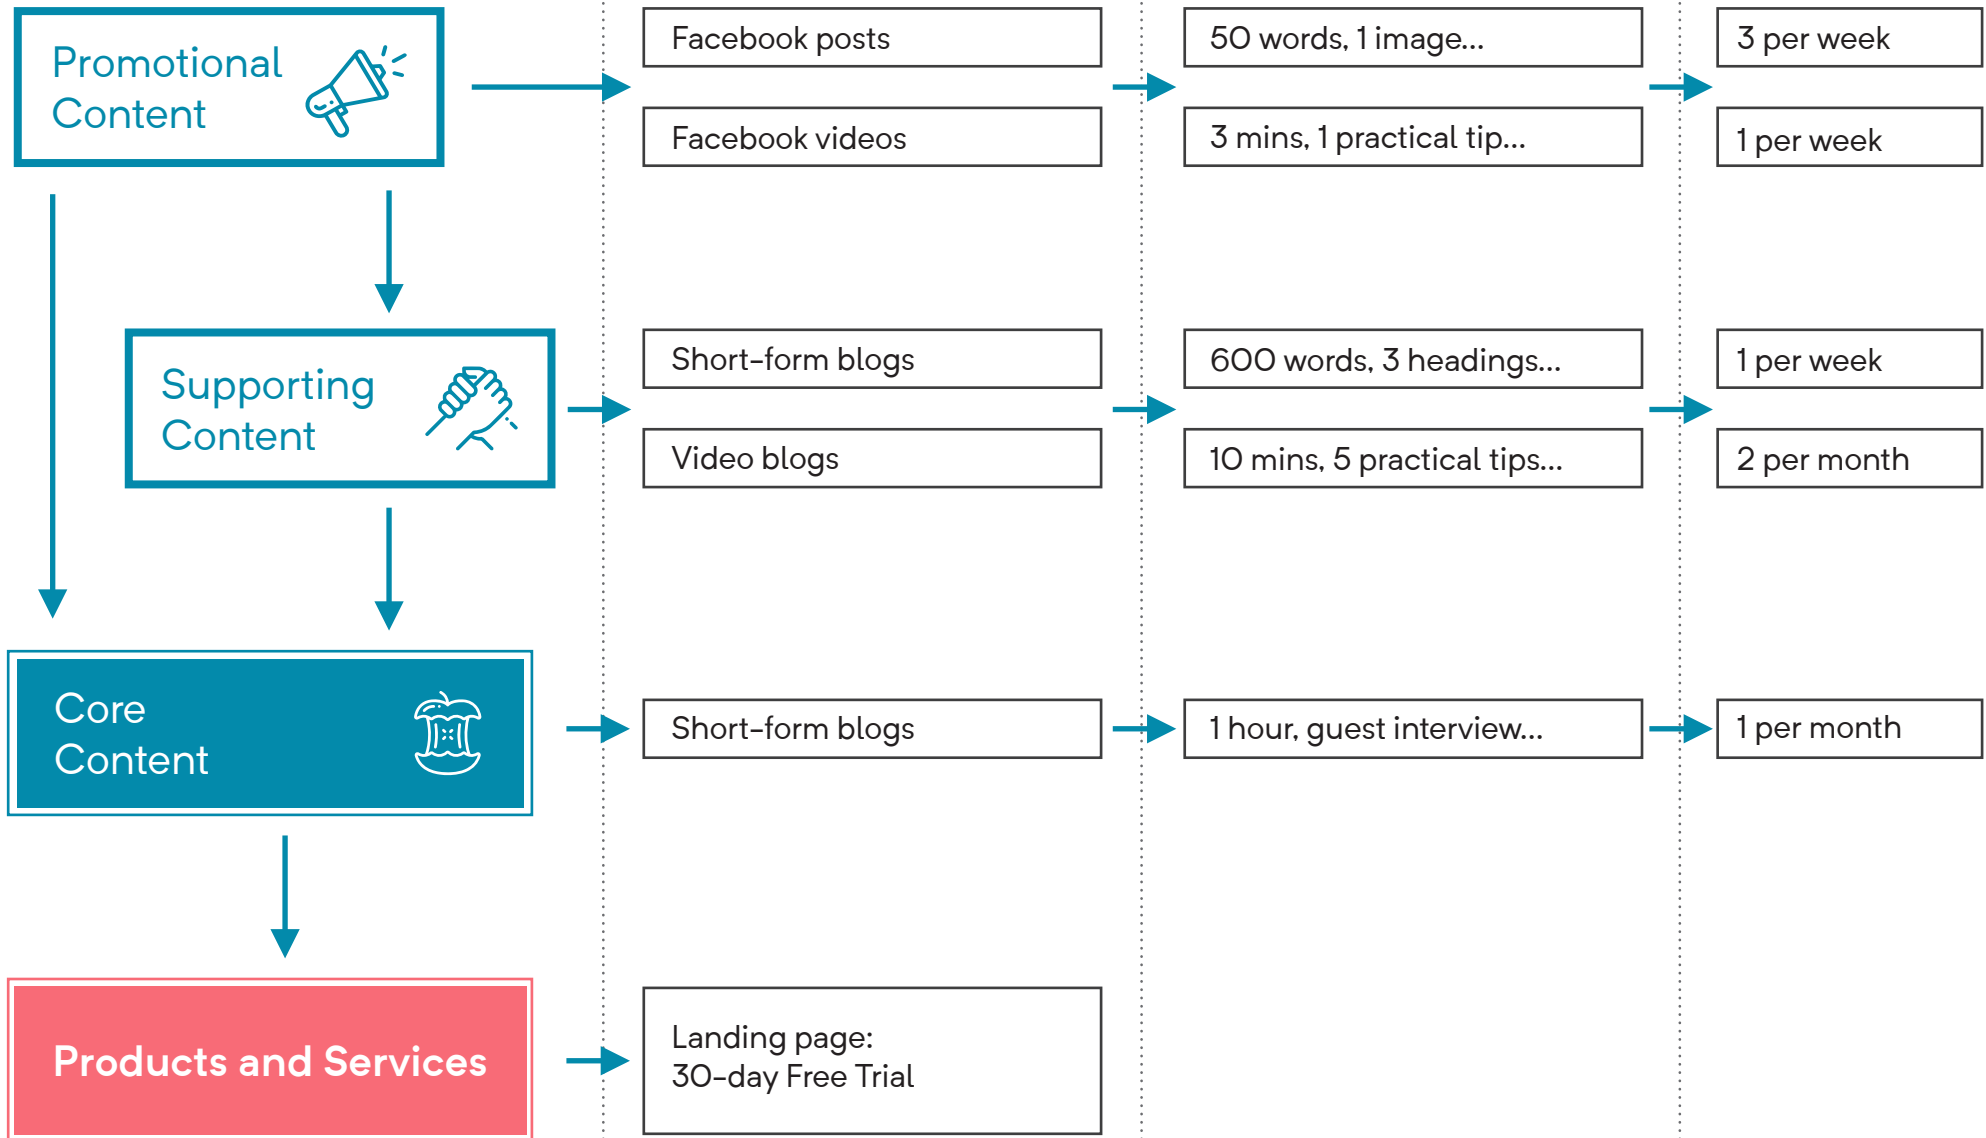 Promotional
Content
Facebook posts
50 words, 1 image...
3 per week
Facebook videos
3 mins, 1 practical tip...
1 per week
Supporting
Content
Short-form blogs
600 words, 3 headings...
1 per week
Video blogs
10 mins, 5 practical tips...
2 per month
Core
Content
Short-form blogs
1 hour, guest interview...
1 per month
Products and Services
Landing page:
30-day Free Trial